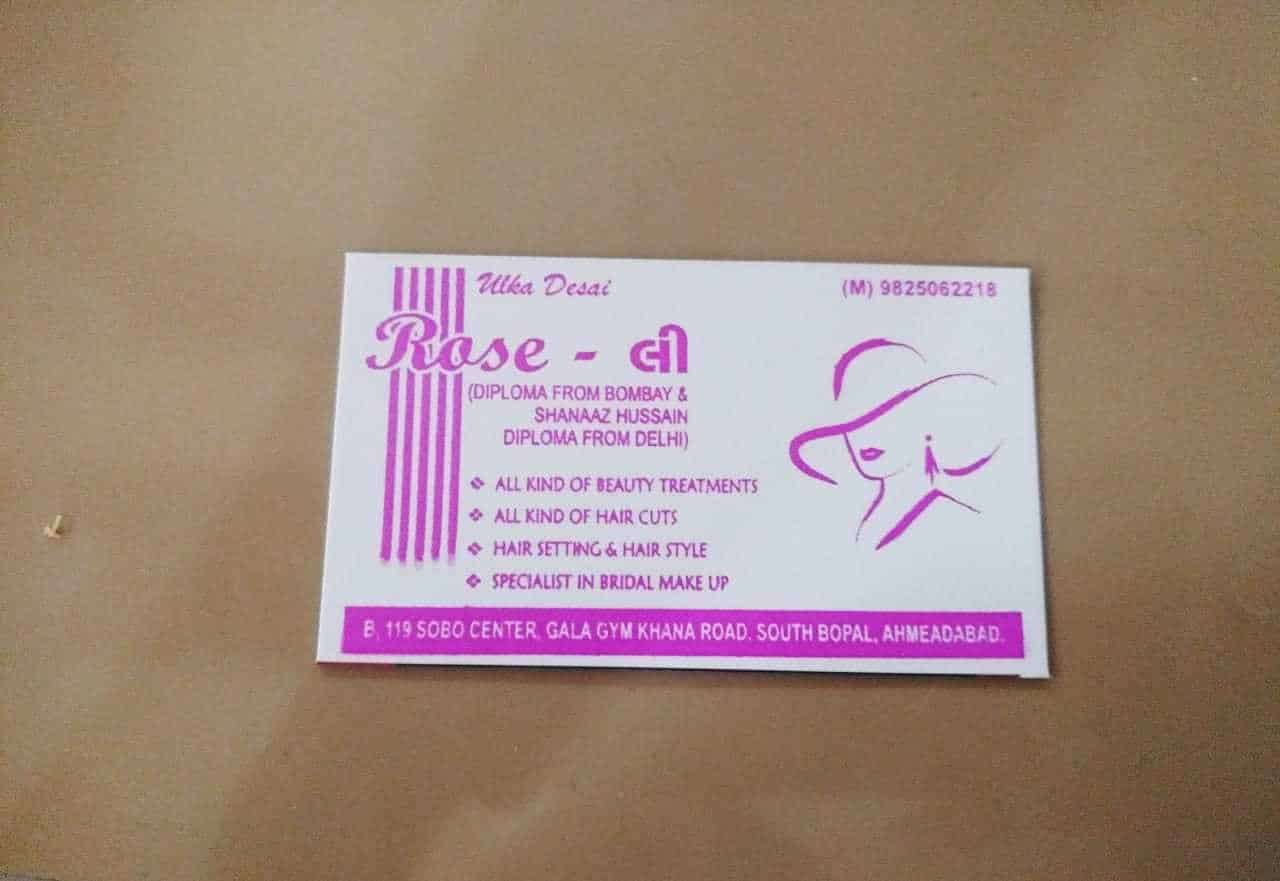 Ulka Desai
(M) 9825062218
Rose - લી
(DIPLOMA FROM BOMBAY &
SHANAAZ HUSSAIN
DIPLOMA FROM DELHI)
❖ ALL KIND OF BEAUTY TREATMENTS
❖ ALL KIND OF HAIR CUTS
❖ HAIR SETTING & HAIR STYLE
❖ SPECIALIST IN BRIDAL MAKE UP
B, 119 SOBO CENTER, GALA GYM KHANA ROAD, SOUTH BOPAL, AHMEADABAD.